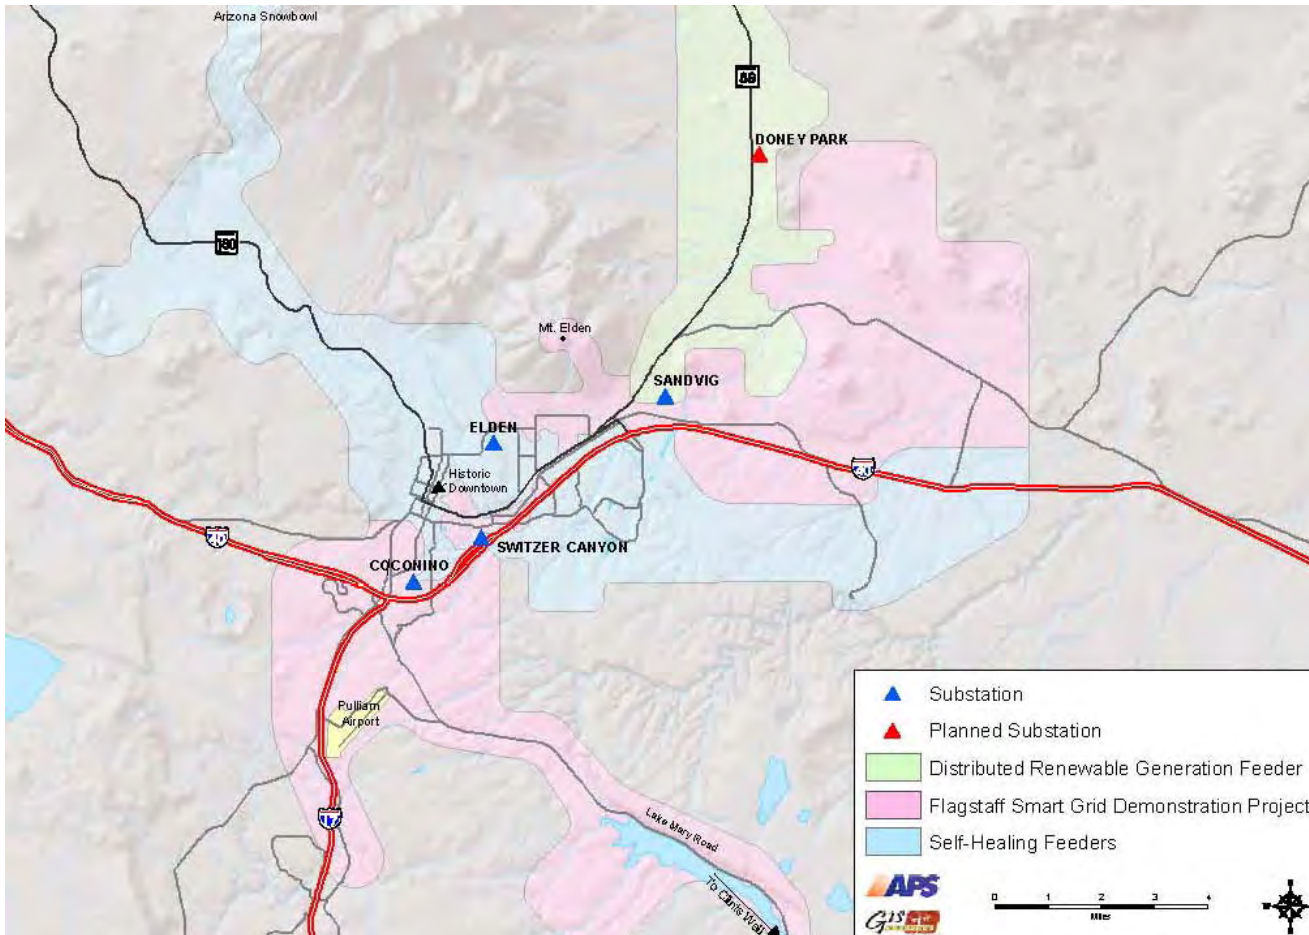 Arizona Snowbowl
89
DONEY PARK
180
Mt. Elden
SANDVIG
ELDEN
Historic
Downtown
40
40
SWITZER CANYON
COCONINO
Pulliam
Airport
17
Lake Mary Road
To Clints Well
Substation
Planned Substation
Distributed Renewable Generation Feeder
Flagstaff Smart Grid Demonstration Project
Self-Healing Feeders
APS
GIS
0 1 2 3 4
Miles